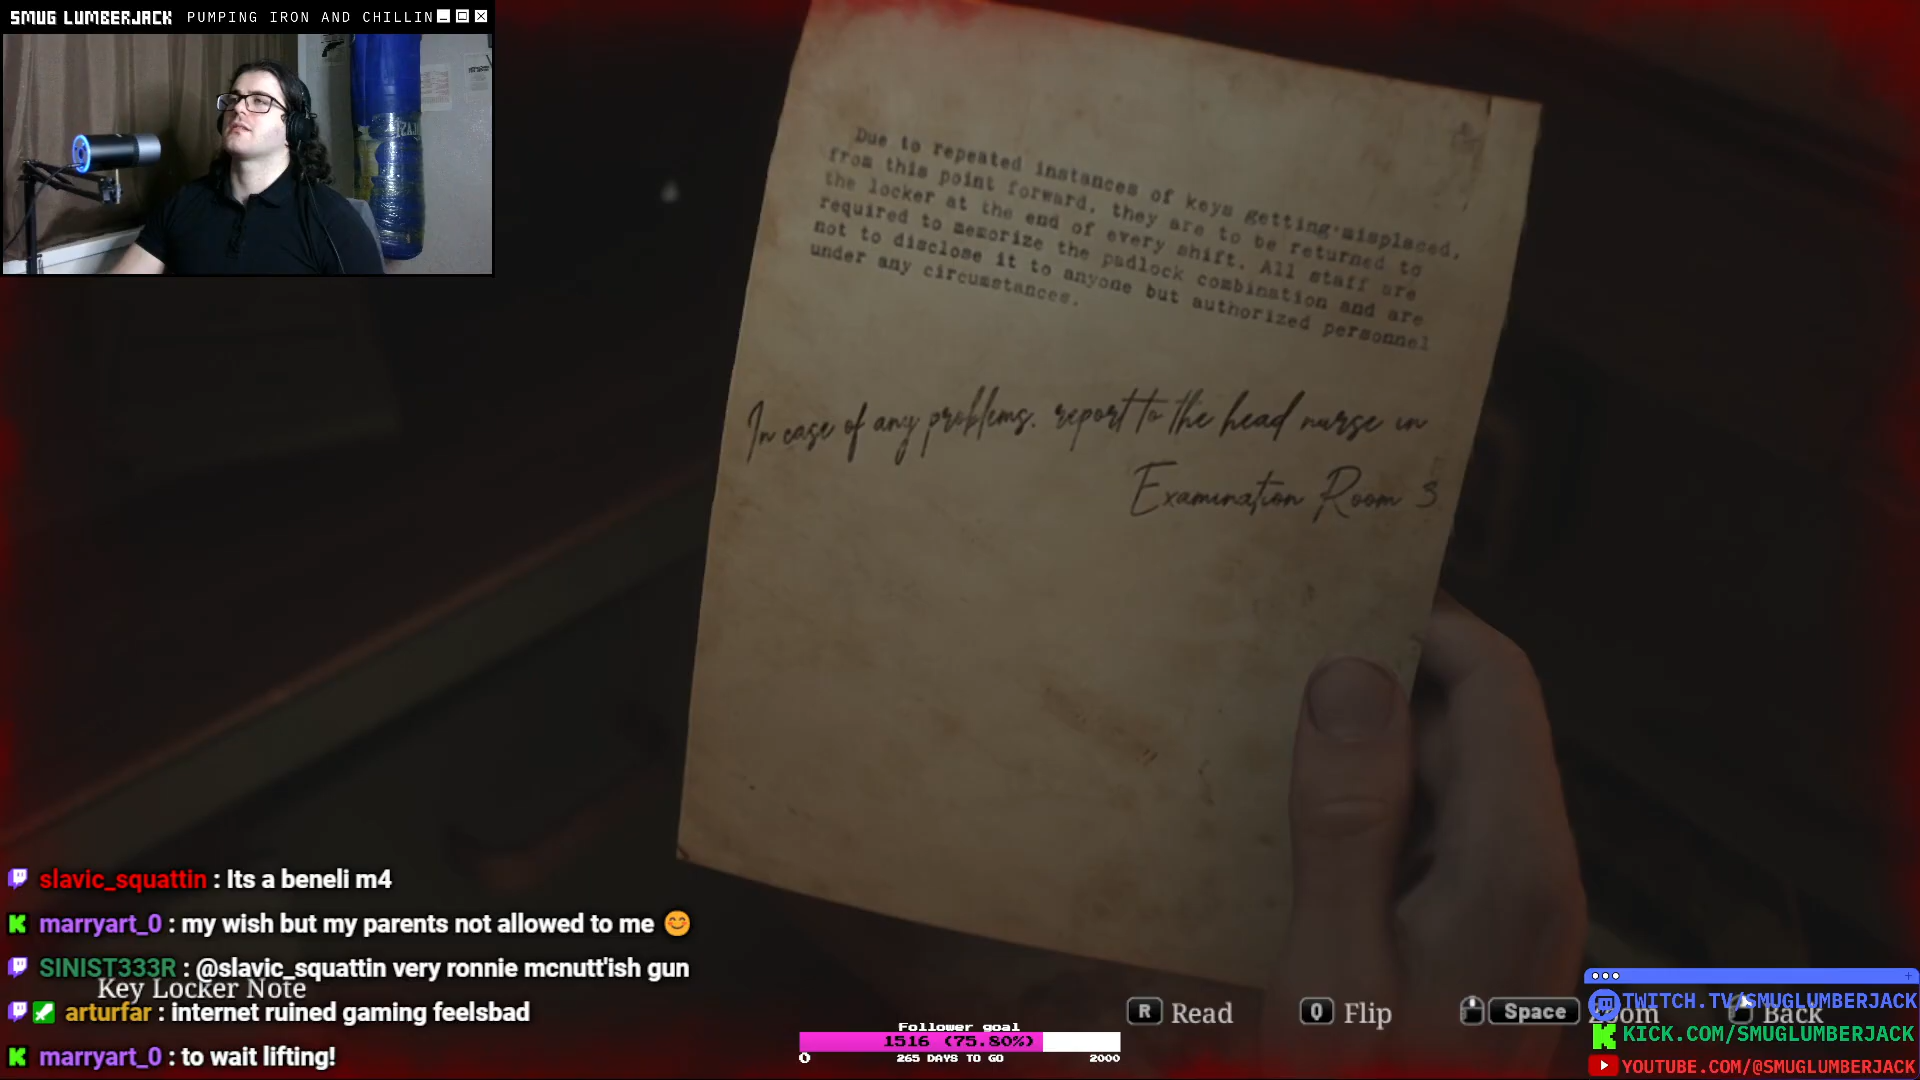 SMUG LUMBERJACK PUMPING IRON AND CHILLIN
Due to repeated instances of keys getting misplaced,
from this point forward, they are to be returned to
the locker at the end of every shift. All staff are
required to memorize the padlock combination and are
not to disclose it to anyone but authorized personnel
under any circumstances.
In case of any problems, report to the head nurse in
Examination Room 3
slavic_squattin : Its a beneli m4
marryart_0 : my wish but my parents not allowed to me 😊
SINIST333R : @slavic_squattin very ronnie mcnutt'ish gun
Key Locker Note
arturfar : internet ruined gaming feelsbad
marryart_0 : to wait lifting!
R Read Q Flip Space Zoom Back
Follower goal
1516 (75.80%)
0 265 DAYS TO GO 2000
TWITCH.TV/SMUGLUMBERJACK
KICK.COM/SMUGLUMBERJACK
YOUTUBE.COM/@SMUGLUMBERJACK